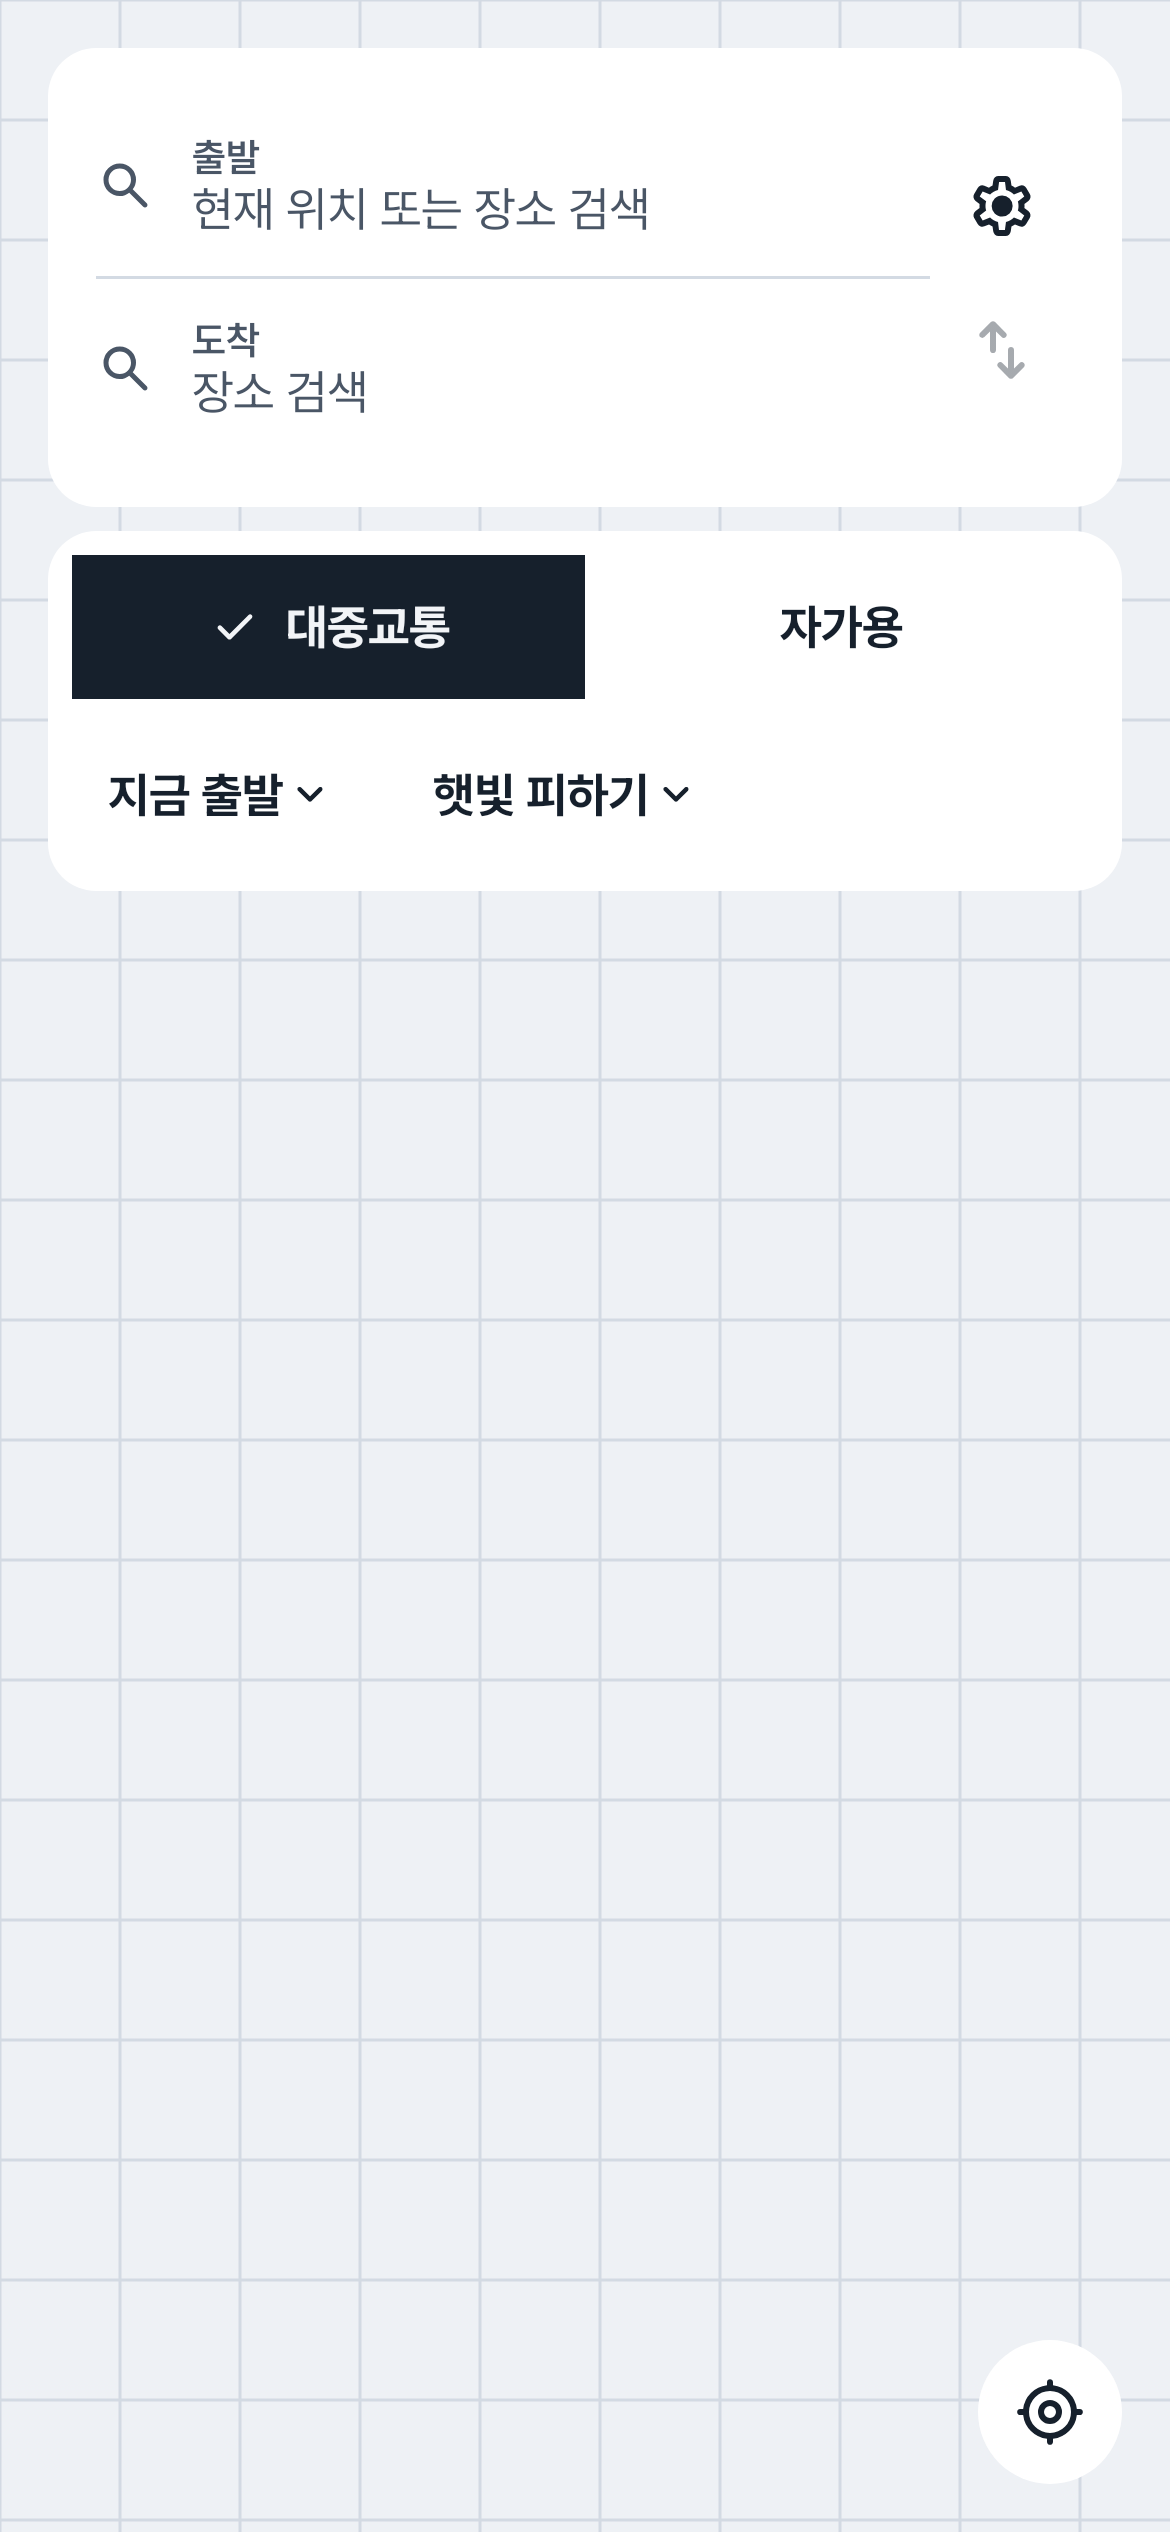 출발
현재 위치 또는 장소 검색
도착
장소 검색
대중교통
자가용
지금 출발
햇빛 피하기